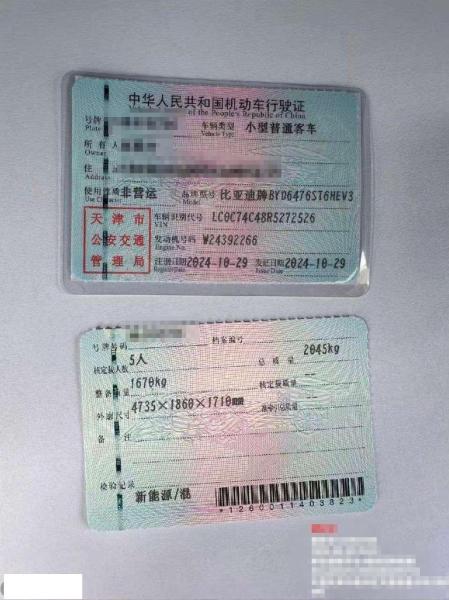 中华人民共和国机动车行驶证
of the People's Republic of China
号牌
Plate
车辆类型 小型普通客车
Vehicle Type
所有人
Owner
住
Address
使用性质 非营运 品牌型号 比亚迪牌BYD6476ST6HEV3
Use Character Model
天津市 车辆识别代号 LC0C74C48R5272526
VIN
公安交通 发动机号码 W24392266
Engine No.
管理局 注册日期 2024-10-29 发证日期 2024-10-29
Register Date Issue Date
号牌号码 档案编号
核定载人数 5人 总质量 2045kg
整备质量 1670kg 核定载质量 --
外廓尺寸 4735×1860×1710mm 准牵引总质量 --
备注
检验记录
新能源/混
*1260011403823*